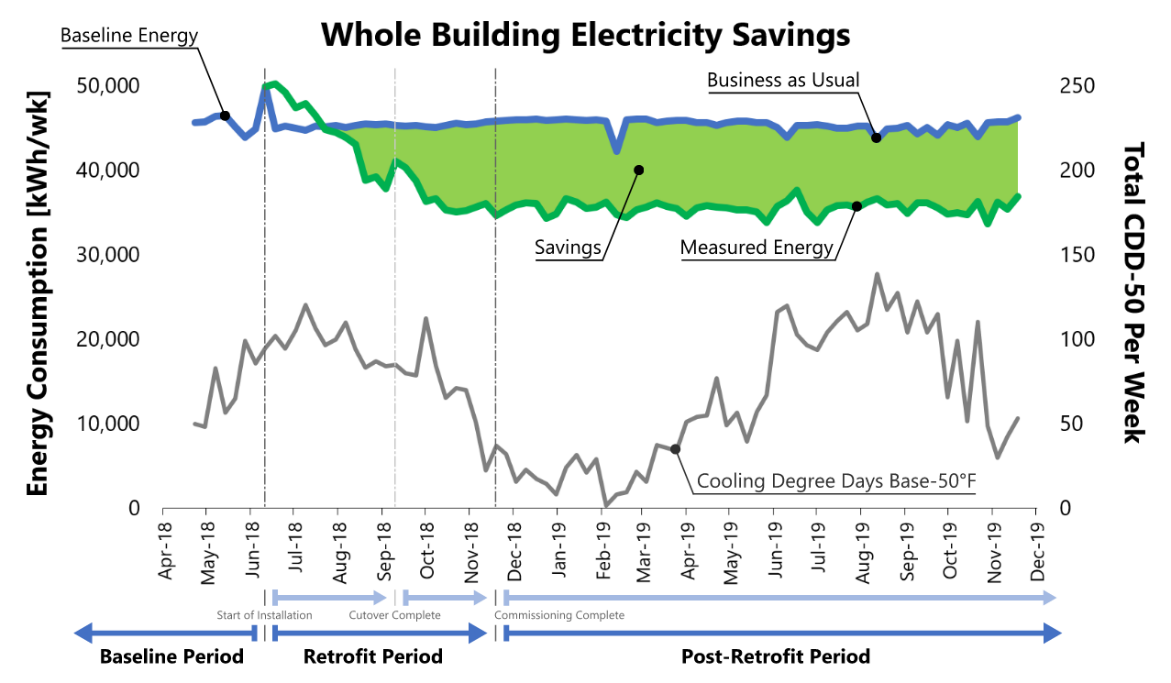 Whole Building Electricity Savings
Baseline Energy
Business as Usual
Savings
Measured Energy
Cooling Degree Days Base-50°F
Energy Consumption [kWh/wk]
50,000
40,000
30,000
20,000
10,000
0
Total CDD-50 Per Week
250
200
150
100
50
0
Apr-18
May-18
Jun-18
Jul-18
Aug-18
Sep-18
Oct-18
Nov-18
Dec-18
Jan-19
Feb-19
Mar-19
Apr-19
May-19
Jun-19
Jul-19
Aug-19
Sep-19
Oct-19
Nov-19
Dec-19
Start of Installation
Cutover Complete
Commissioning Complete
Baseline Period
Retrofit Period
Post-Retrofit Period